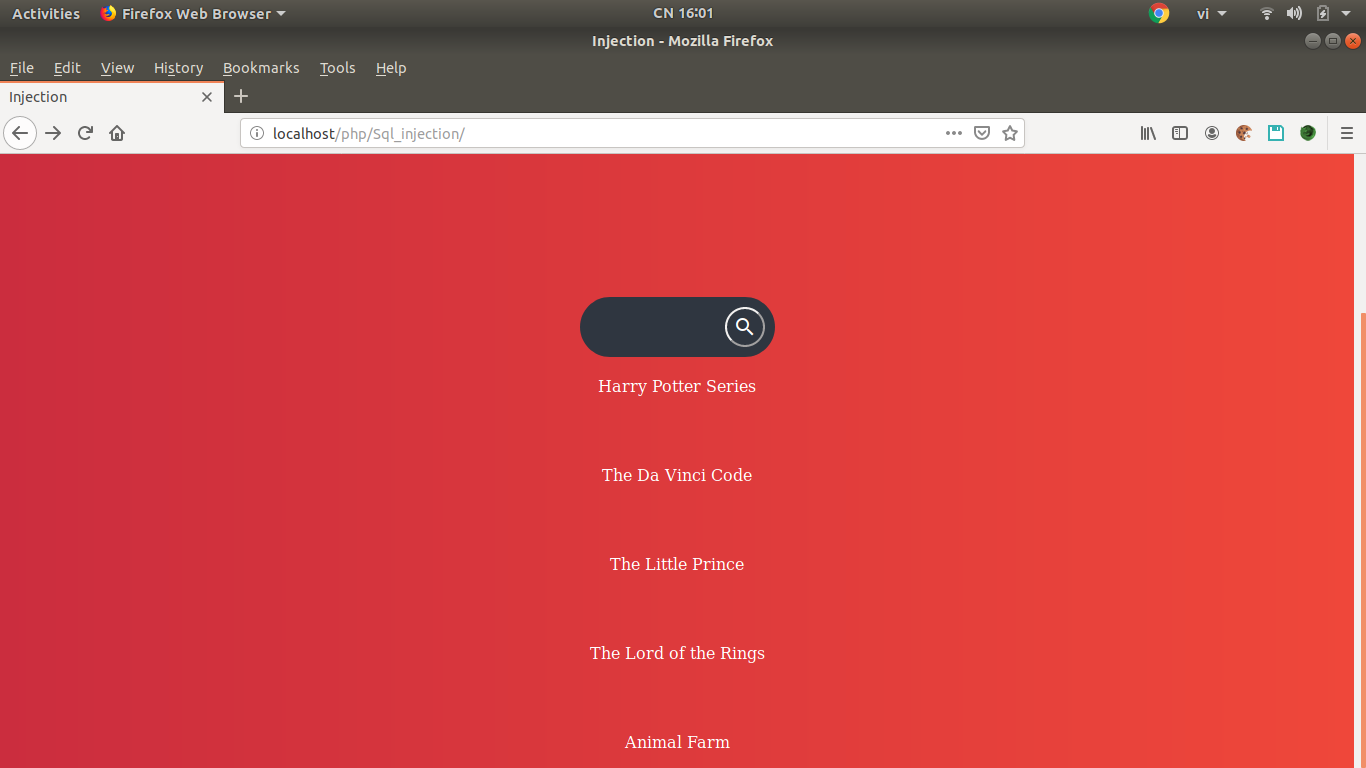 Activities Firefox Web Browser CN 16:01 vi
Injection - Mozilla Firefox
File Edit View History Bookmarks Tools Help
Injection
localhost/php/Sql_injection/
Harry Potter Series
The Da Vinci Code
The Little Prince
The Lord of the Rings
Animal Farm